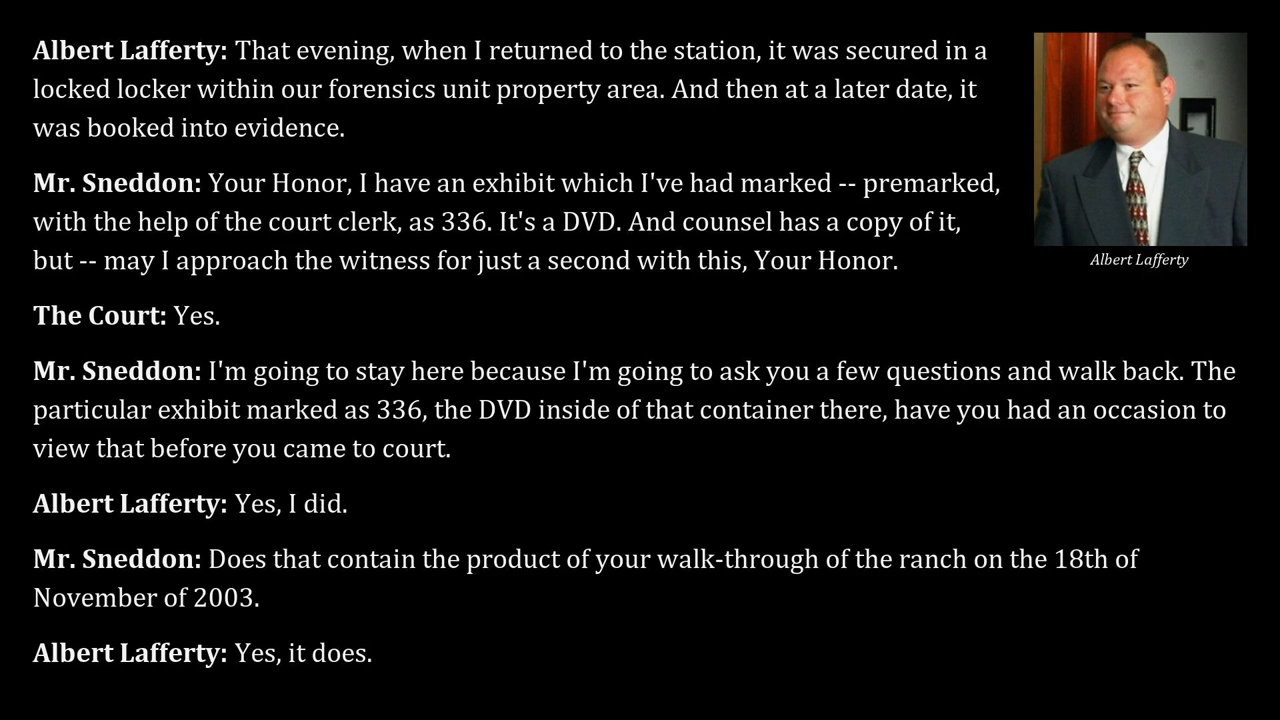 Albert Lafferty: That evening, when I returned to the station, it was secured in a
locked locker within our forensics unit property area. And then at a later date, it
was booked into evidence.
Mr. Sneddon: Your Honor, I have an exhibit which I've had marked -- premarked,
with the help of the court clerk, as 336. It's a DVD. And counsel has a copy of it,
but -- may I approach the witness for just a second with this, Your Honor.
Albert Lafferty
The Court: Yes.
Mr. Sneddon: I'm going to stay here because I'm going to ask you a few questions and walk back. The
particular exhibit marked as 336, the DVD inside of that container there, have you had an occasion to
view that before you came to court.
Albert Lafferty: Yes, I did.
Mr. Sneddon: Does that contain the product of your walk-through of the ranch on the 18th of
November of 2003.
Albert Lafferty: Yes, it does.